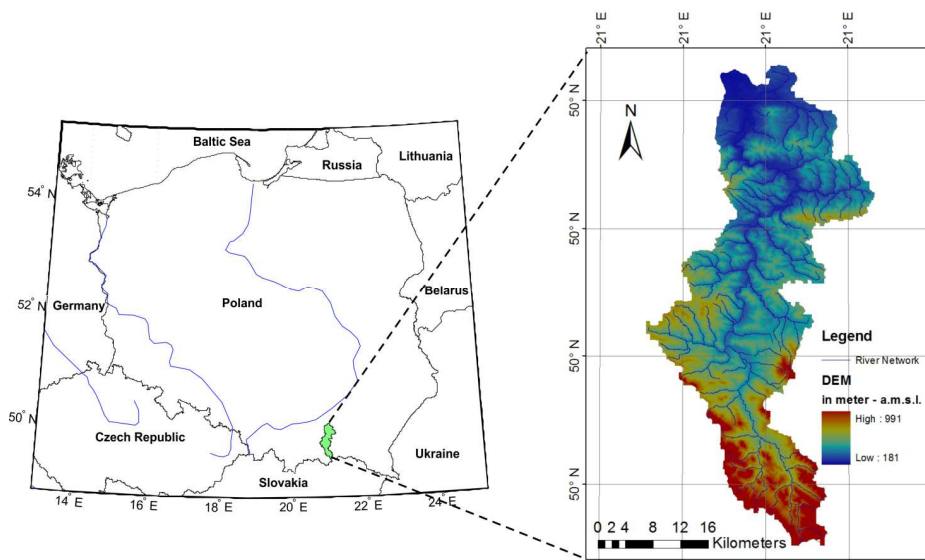 Baltic Sea
Russia
Lithuania
54° N
Belarus
52° N
Germany
Poland
50° N
Czech Republic
Ukraine
Slovakia
14° E
16° E
18° E
20° E
22° E
24° E
21° E
21° E
21° E
21° E
50° N
50° N
50° N
50° N
N
Legend
River Network
DEM
in meter - a.m.s.l.
High : 991
Low : 181
0 2 4 8 12 16
Kilometers